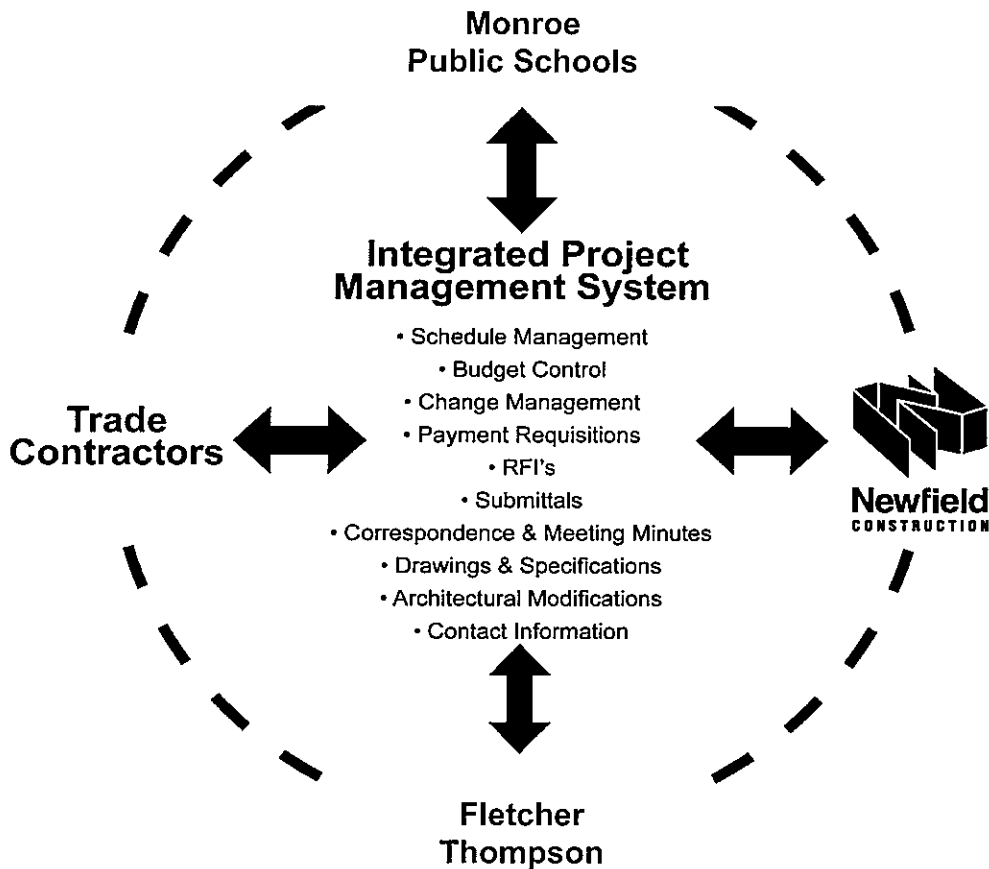 Monroe
Public Schools
Integrated Project
Management System
• Schedule Management
• Budget Control
• Change Management
• Payment Requisitions
• RFI's
• Submittals
• Correspondence & Meeting Minutes
• Drawings & Specifications
• Architectural Modifications
• Contact Information
Trade
Contractors
Newfield
CONSTRUCTION
Fletcher
Thompson